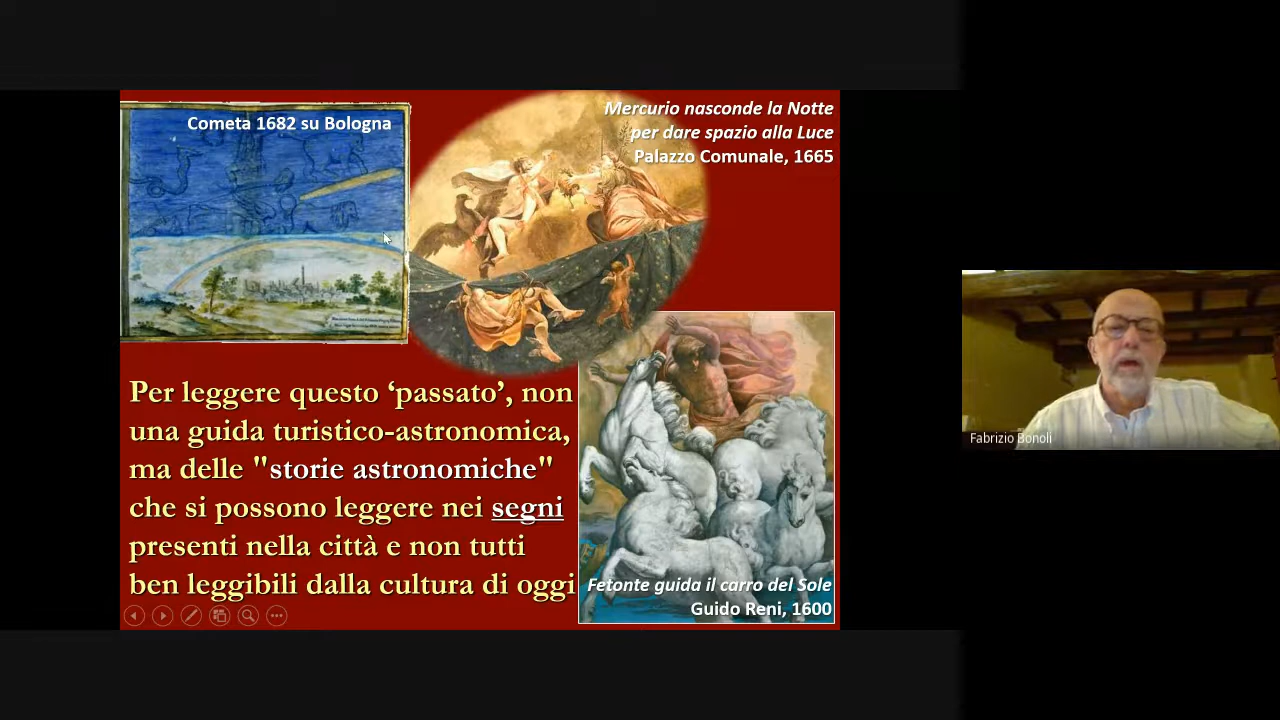 Cometa 1682 su Bologna
Mercurio nasconde la Notte
per dare spazio alla Luce
Palazzo Comunale, 1665
Per leggere questo ‘passato’, non
una guida turistico-astronomica,
ma delle "storie astronomiche"
che si possono leggere nei segni
presenti nella città e non tutti
ben leggibili dalla cultura di oggi
Fetonte guida il carro del Sole
Guido Reni, 1600
Fabrizio Bonoli